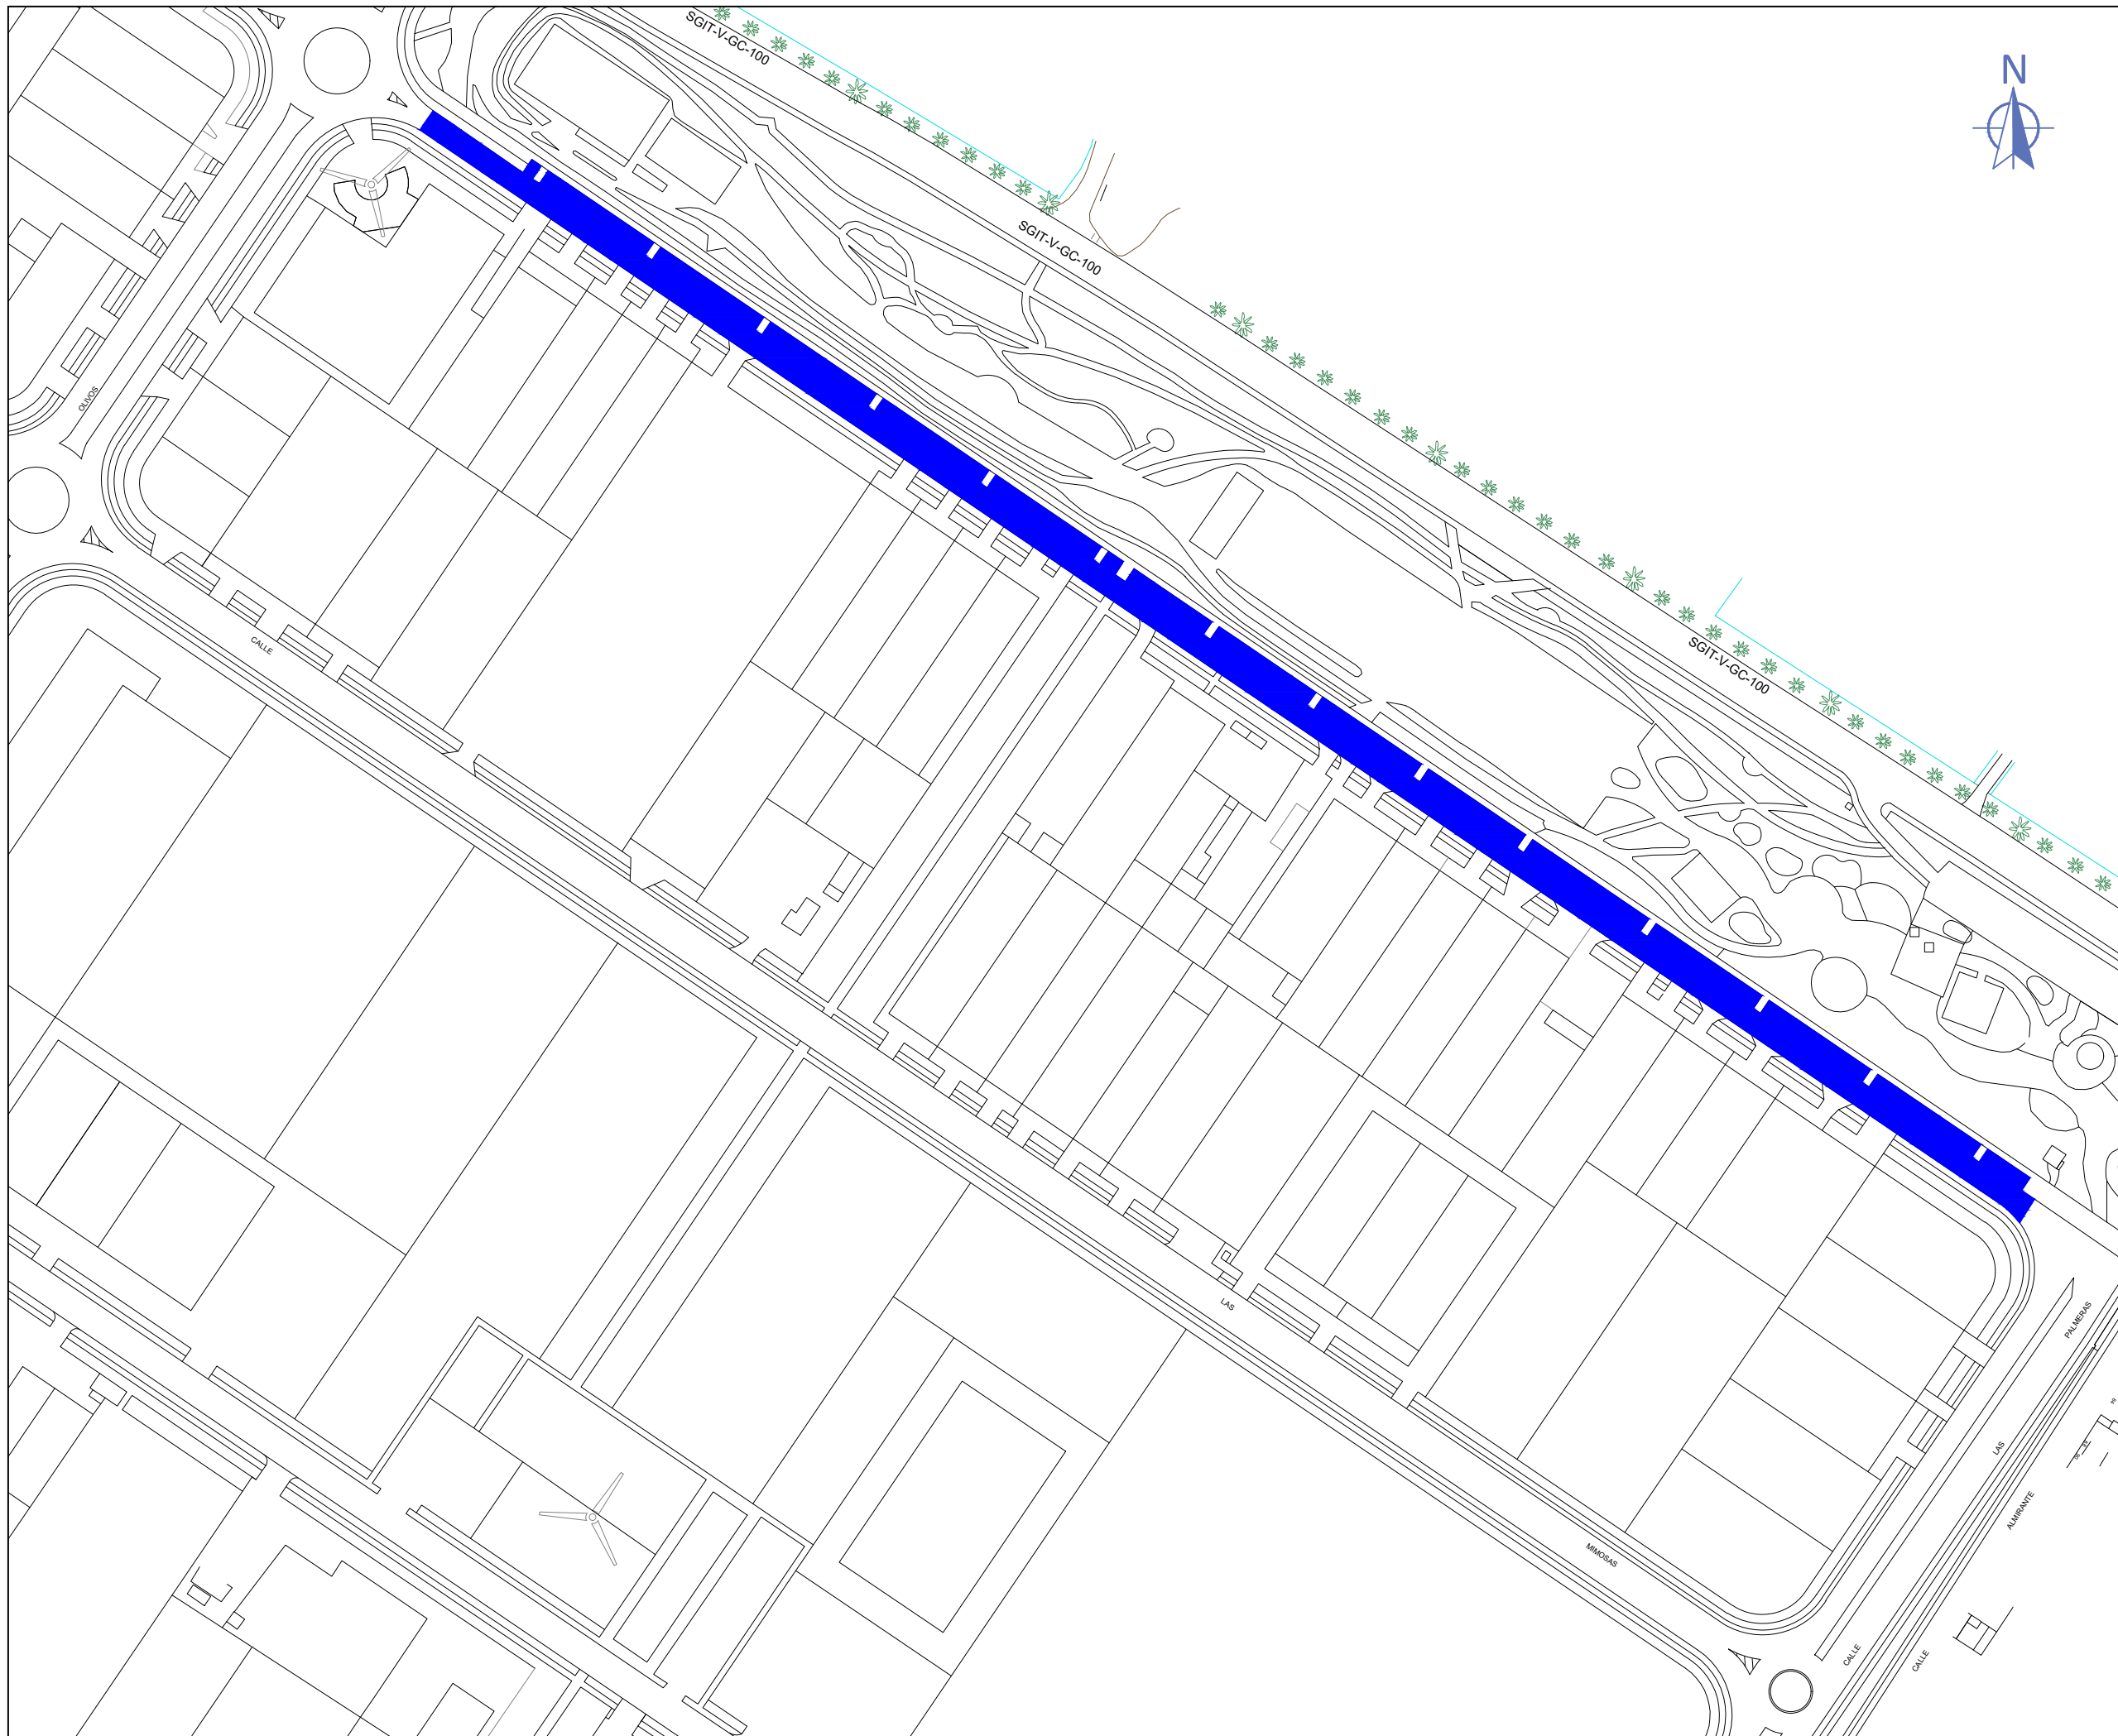 SGIT-V-GC-100
N
SGIT-V-GC-100
OLIVOS
CALLE
SGIT-V-GC-100
LAS
PALMERAS
LAS
ALMIRANTE
MIMOSAS
CALLE
CALLE